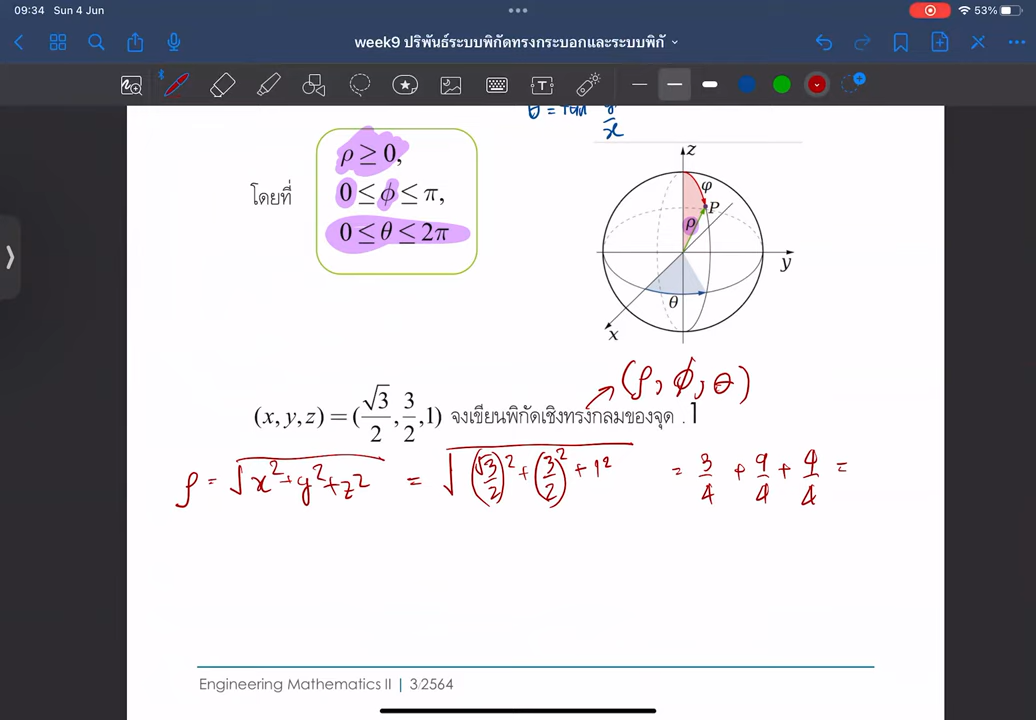 09:34 Sun 4 Jun
53%
week9 ปริพันธ์ระบบพิกัดทรงกระบอกและระบบพิกั
θ = tan y/x
ρ ≥ 0,
โดยที่
0 ≤ ϕ ≤ π,
0 ≤ θ ≤ 2π
z
φ
P
ρ
y
θ
x
(ρ, ϕ, θ)
(x, y, z) = (√3/2, 3/2, 1) จงเขียนพิกัดเชิงทรงกลมของจุด .1
ρ = √(x²+y²+z²) = √((√3/2)² + (3/2)² + 1²) = 3/4 + 9/4 + 4/4 =
Engineering Mathematics II | 3/2564